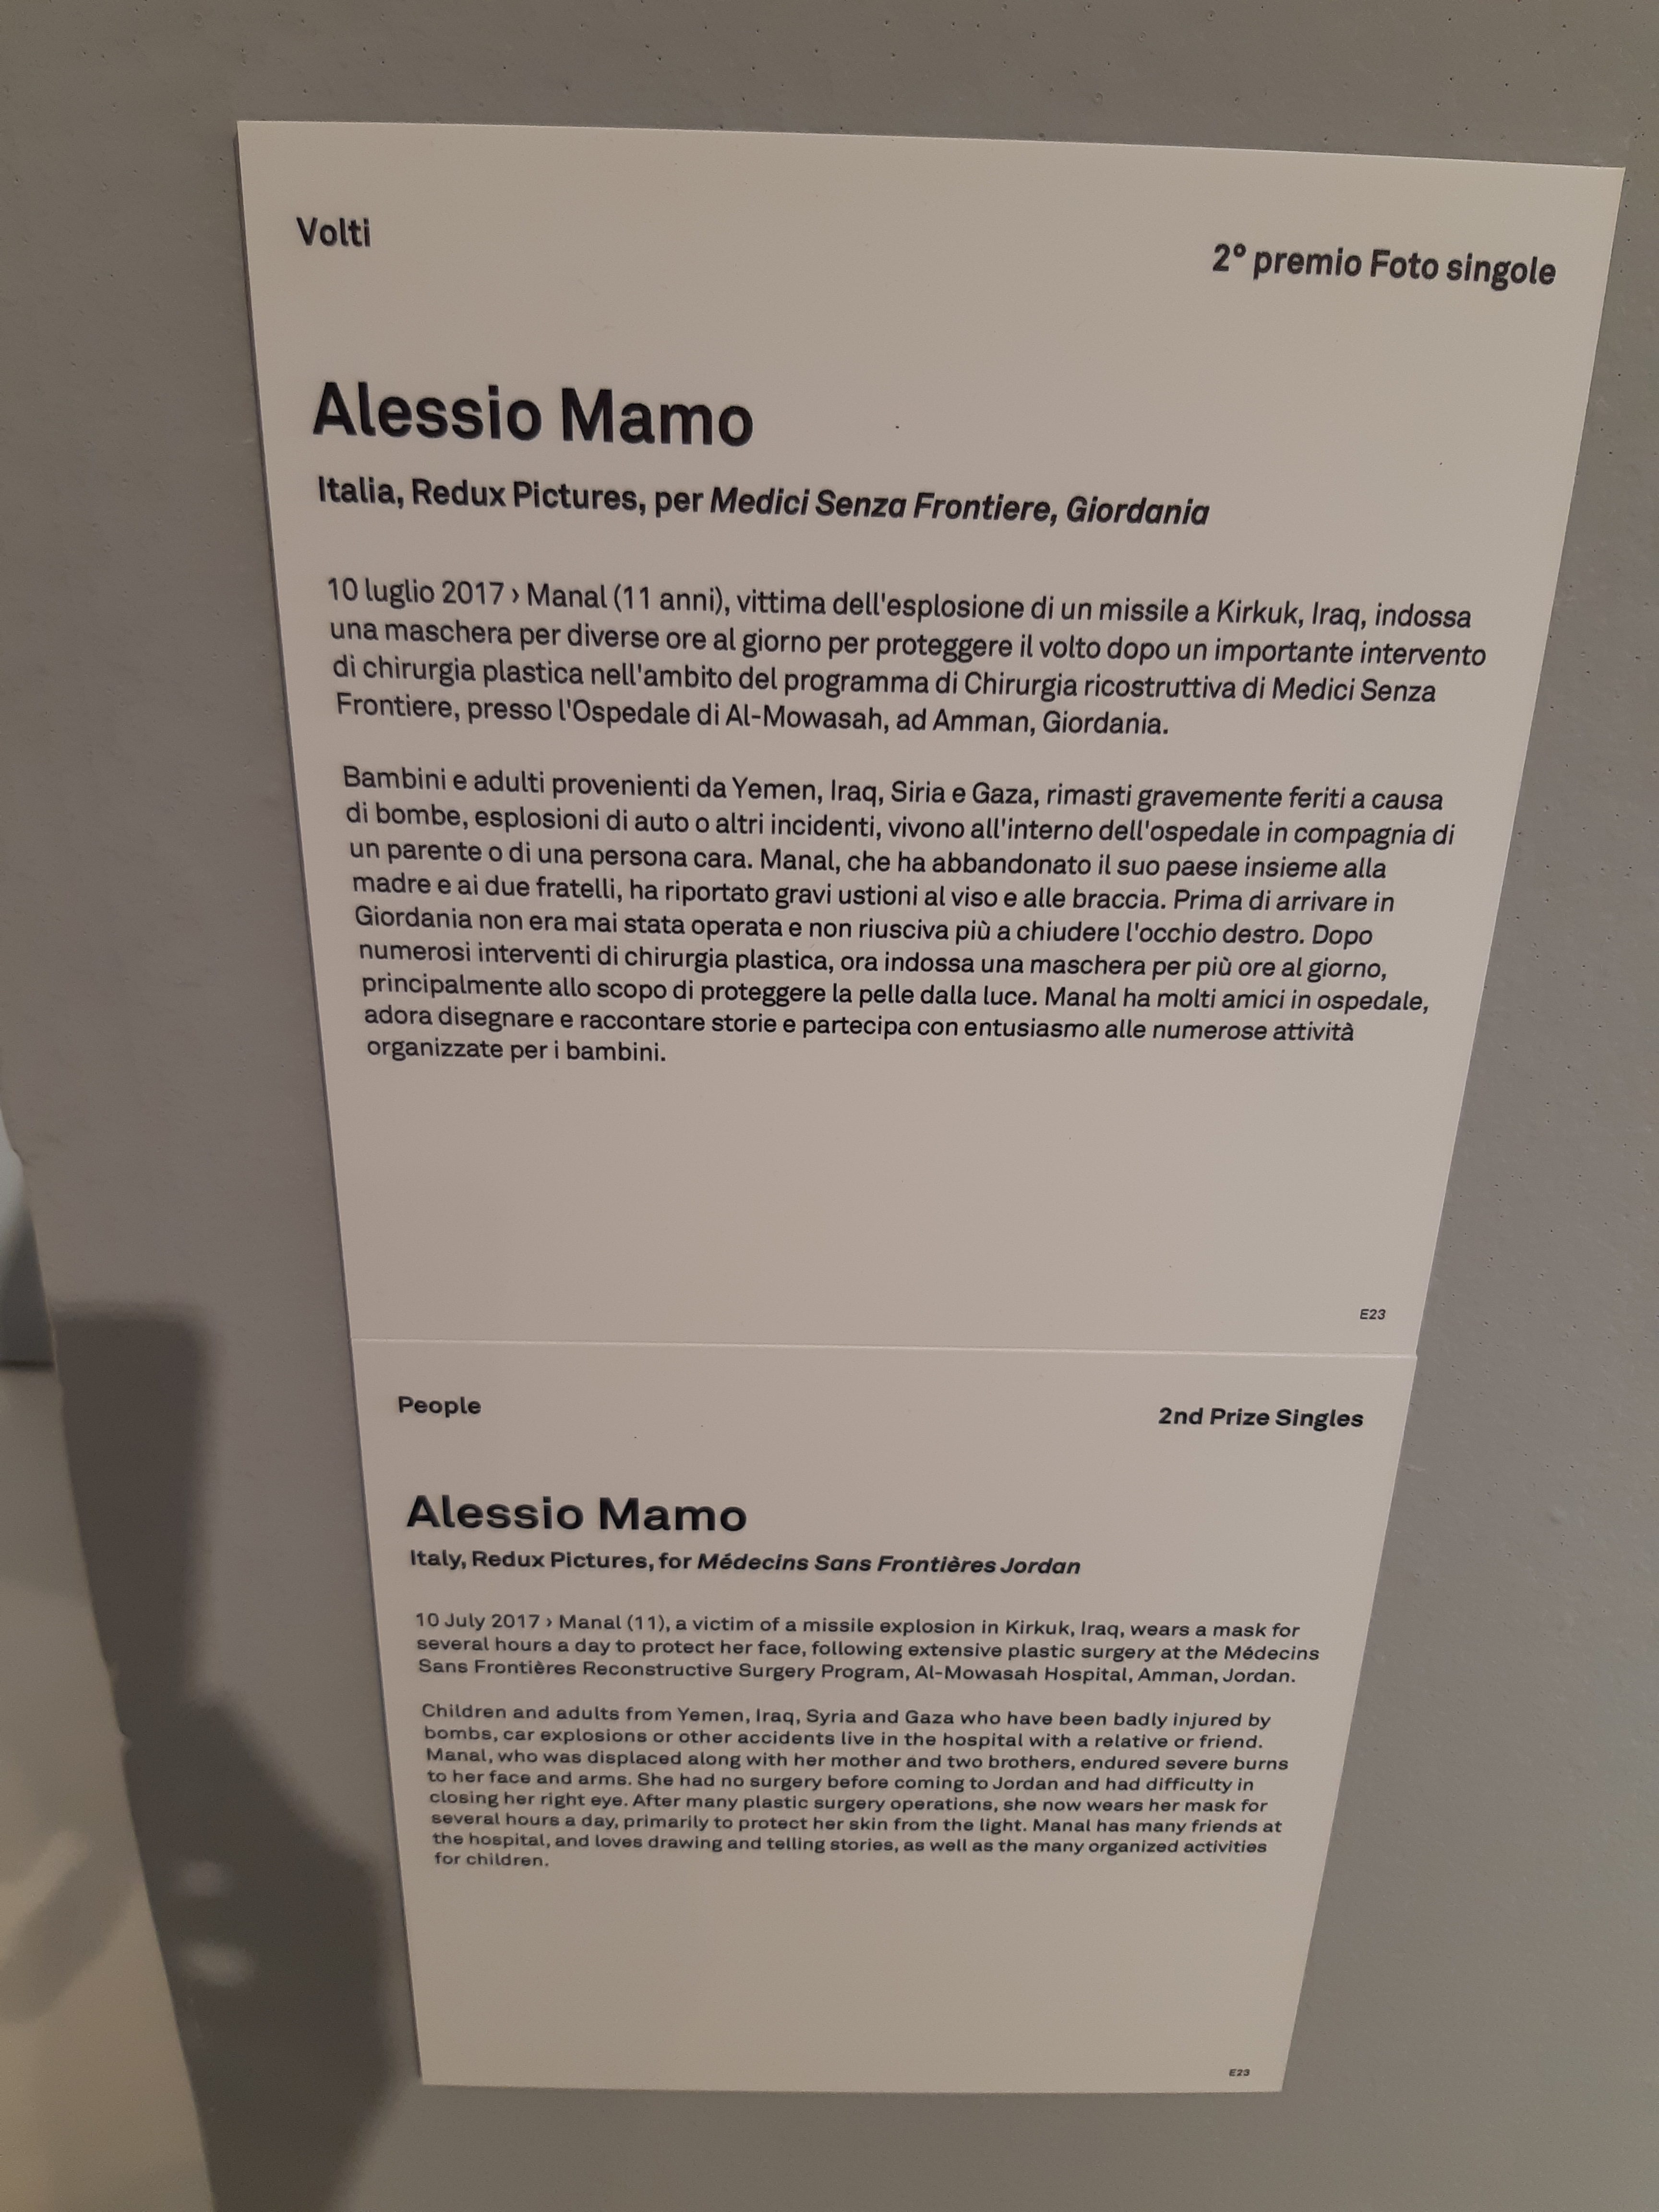 Volti
2° premio Foto singole
Alessio Mamo
Italia, Redux Pictures, per Medici Senza Frontiere, Giordania
10 luglio 2017 › Manal (11 anni), vittima dell'esplosione di un missile a Kirkuk, Iraq, indossa
una maschera per diverse ore al giorno per proteggere il volto dopo un importante intervento
di chirurgia plastica nell'ambito del programma di Chirurgia ricostruttiva di Medici Senza
Frontiere, presso l'Ospedale di Al-Mowasah, ad Amman, Giordania.
Bambini e adulti provenienti da Yemen, Iraq, Siria e Gaza, rimasti gravemente feriti a causa
di bombe, esplosioni di auto o altri incidenti, vivono all'interno dell'ospedale in compagnia di
un parente o di una persona cara. Manal, che ha abbandonato il suo paese insieme alla
madre e ai due fratelli, ha riportato gravi ustioni al viso e alle braccia. Prima di arrivare in
Giordania non era mai stata operata e non riusciva più a chiudere l'occhio destro. Dopo
numerosi interventi di chirurgia plastica, ora indossa una maschera per più ore al giorno,
principalmente allo scopo di proteggere la pelle dalla luce. Manal ha molti amici in ospedale,
adora disegnare e raccontare storie e partecipa con entusiasmo alle numerose attività
organizzate per i bambini.
E23
People
2nd Prize Singles
Alessio Mamo
Italy, Redux Pictures, for Médecins Sans Frontières Jordan
10 July 2017 › Manal (11), a victim of a missile explosion in Kirkuk, Iraq, wears a mask for
several hours a day to protect her face, following extensive plastic surgery at the Médecins
Sans Frontières Reconstructive Surgery Program, Al-Mowasah Hospital, Amman, Jordan.
Children and adults from Yemen, Iraq, Syria and Gaza who have been badly injured by
bombs, car explosions or other accidents live in the hospital with a relative or friend.
Manal, who was displaced along with her mother and two brothers, endured severe burns
to her face and arms. She had no surgery before coming to Jordan and had difficulty in
closing her right eye. After many plastic surgery operations, she now wears her mask for
several hours a day, primarily to protect her skin from the light. Manal has many friends at
the hospital, and loves drawing and telling stories, as well as the many organized activities
for children.
E23